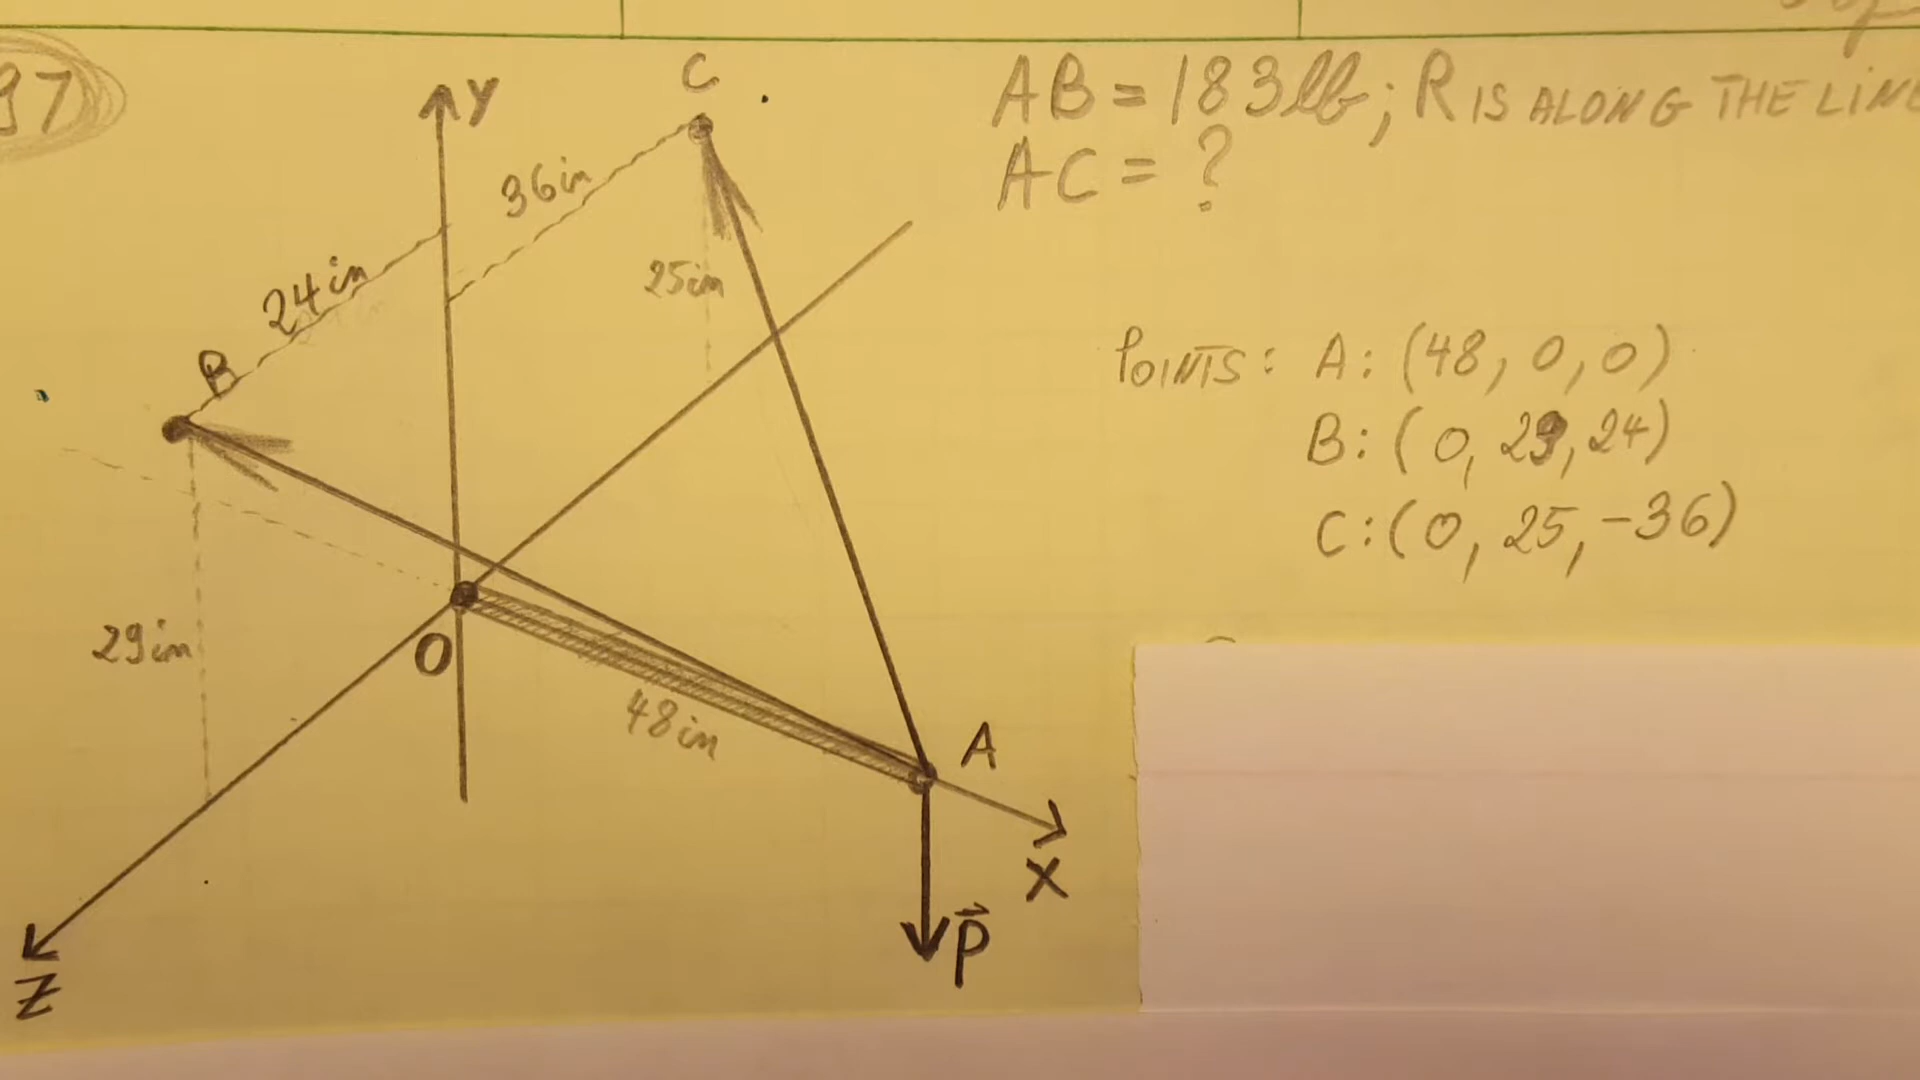 97
AB = 183 lb; R IS ALONG THE LINE
AC = ?
Y
C
36in
24in
25in
B
POINTS: A: (48, 0, 0)
B: (0, 29, 24)
C: (0, 25, -36)
29in
O
48in
A
X
P
Z